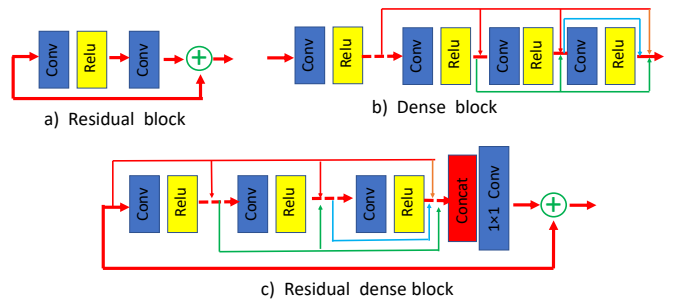 Conv
Relu
Conv
+
a) Residual block
Conv
Relu
Conv
Relu
Conv
Relu
Conv
Relu
b) Dense block
Conv
Relu
Conv
Relu
Conv
Relu
Concat
1×1 Conv
+
c) Residual dense block